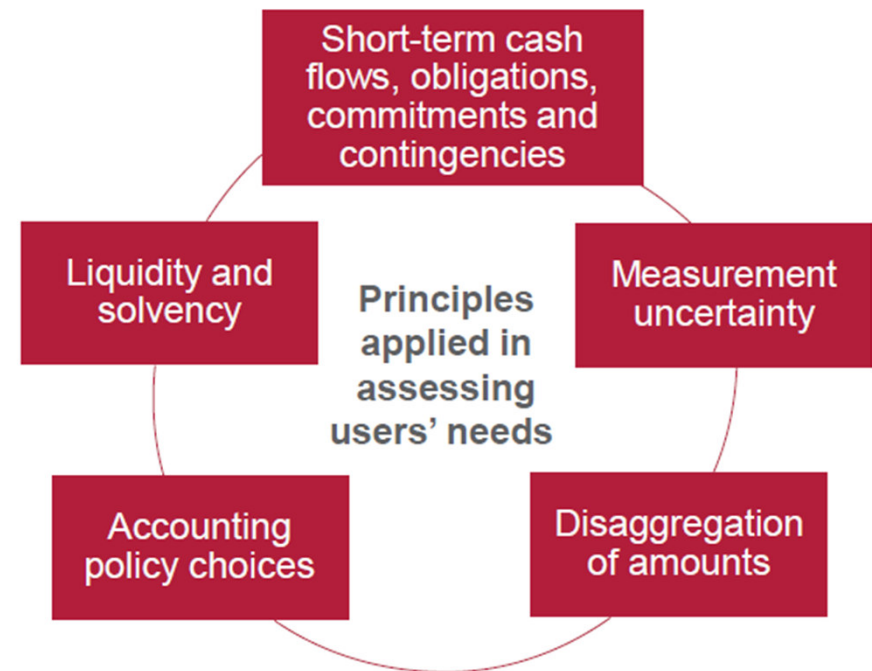 Short-term cash
flows, obligations,
commitments and
contingencies
Liquidity and
solvency
Measurement
uncertainty
Principles
applied in
assessing
users’ needs
Accounting
policy choices
Disaggregation
of amounts